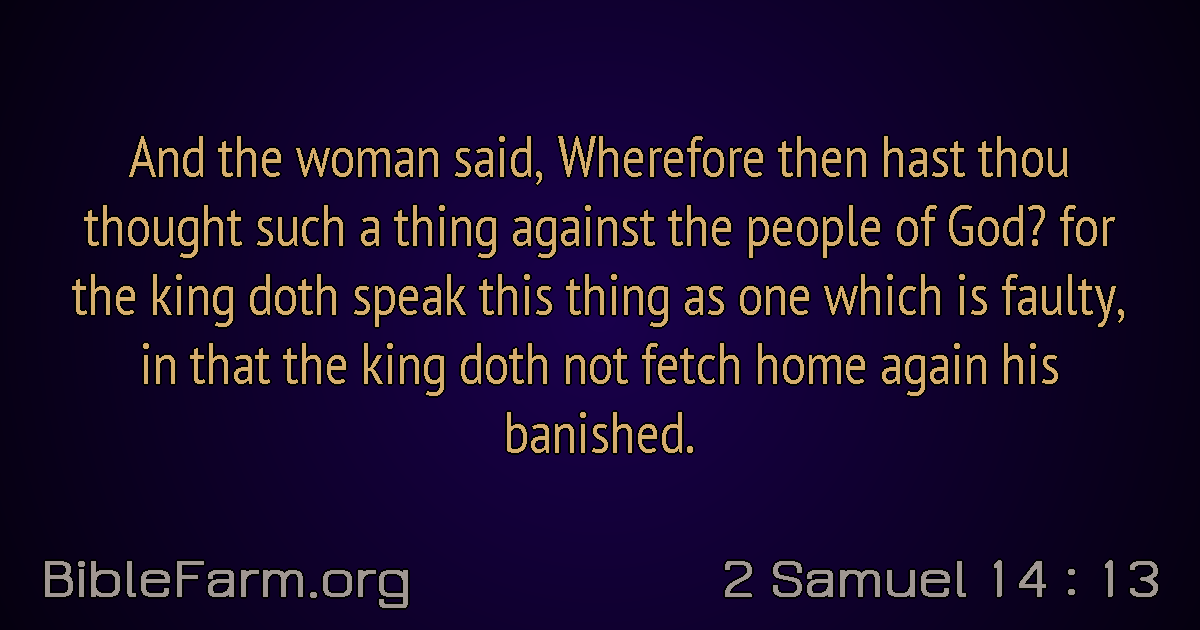 And the woman said, Wherefore then hast thou
thought such a thing against the people of God? for
the king doth speak this thing as one which is faulty,
in that the king doth not fetch home again his
banished.
BibleFarm.org
2 Samuel 14 : 13